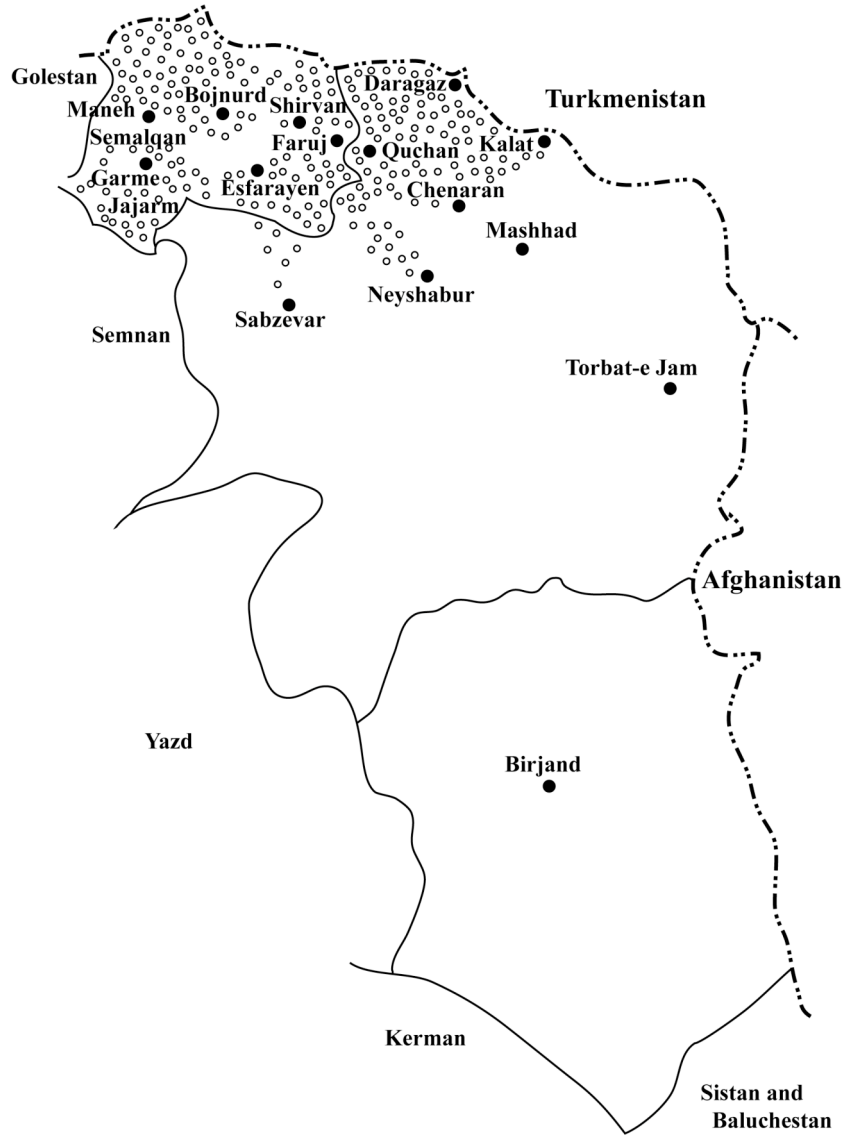 Golestan
Daragaz
Turkmenistan
Bojnurd
Shirvan
Maneh
Semalqan
Faruj
Quchan
Kalat
Garme
Esfarayen
Chenaran
Jajarm
Mashhad
Neyshabur
Sabzevar
Semnan
Torbat-e Jam
Afghanistan
Yazd
Birjand
Kerman
Sistan and
Baluchestan